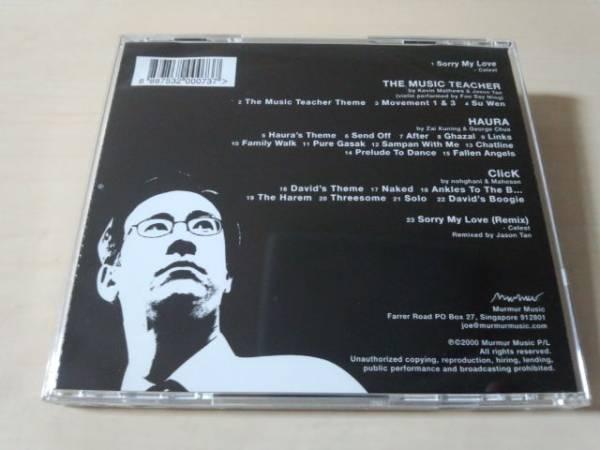 8 887532 000737 >
1 Sorry My Love
- Celest
THE MUSIC TEACHER
by Kevin Mathews & Jason Tan
(violin performed by Foo Say Ming)
2 The Music Teacher Theme 3 Movement 1 & 3 4 Su Wen
HAURA
by Zai Kuning & George Chua
5 Haura's Theme 6 Send Off 7 After 8 Ghazal 9 Links
10 Family Walk 11 Pure Gasak 12 Sampan With Me 13 Chatline
14 Prelude To Dance 15 Fallen Angels
ClicK
by nohghani & Mahesan
16 David's Theme 17 Naked 18 Ankles To The B...
19 The Harem 20 Threesome 21 Solo 22 David's Boogie
23 Sorry My Love (Remix)
- Celest
Remixed by Jason Tan
murmur
Murmur Music
Farrer Road PO Box 27, Singapore 912801
joe@murmurmusic.com
℗©2000 Murmur Music P/L
All rights reserved.
Unauthorized copying, reproduction, hiring, lending,
public performance and broadcasting prohibited.